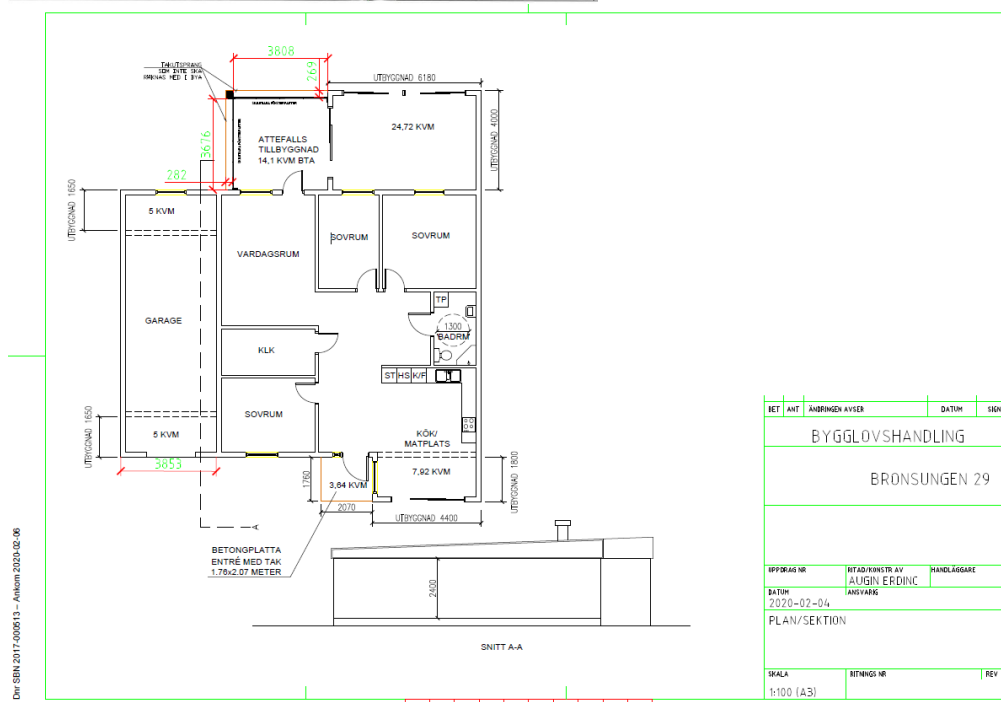 3808
269
TAKUTSPRÅNG
SOM INTE SKA
RÄKNAS MED I BYA
UTBYGGNAD 6180
24,72 KVM
UTBYGGNAD 4000
ATTEFALLS
TILLBYGGNAD
14,1 KVM BTA
3676
282
UTBYGGNAD 1650
5 KVM
VARDAGSRUM
SOVRUM
SOVRUM
GARAGE
TP
1300
BADRM
KLK
ST HS K/F
SOVRUM
KÖK/
MATPLATS
UTBYGGNAD 1650
5 KVM
3853
7,92 KVM
UTBYGGNAD 1800
1760
3,64 KVM
2070
UTBYGGNAD 4400
A
BETONGPLATTA
ENTRÉ MED TAK
1.76x2.07 METER
2400
SNITT A-A
Dnr SBN 2017-000513 – Ankom 2020-02-06
BET ANT ÄNDRINGEN AVSER DATUM SIGN
BYGGLOVSHANDLING
BRONSUNGEN 29
UPPDRAG NR RITAD/KONSTR AV HANDLÄGGARE
AUGIN ERDINC
DATUM ANSVARIG
2020-02-04
PLAN/SEKTION
SKALA RITNINGS NR REV
1:100 (A3)